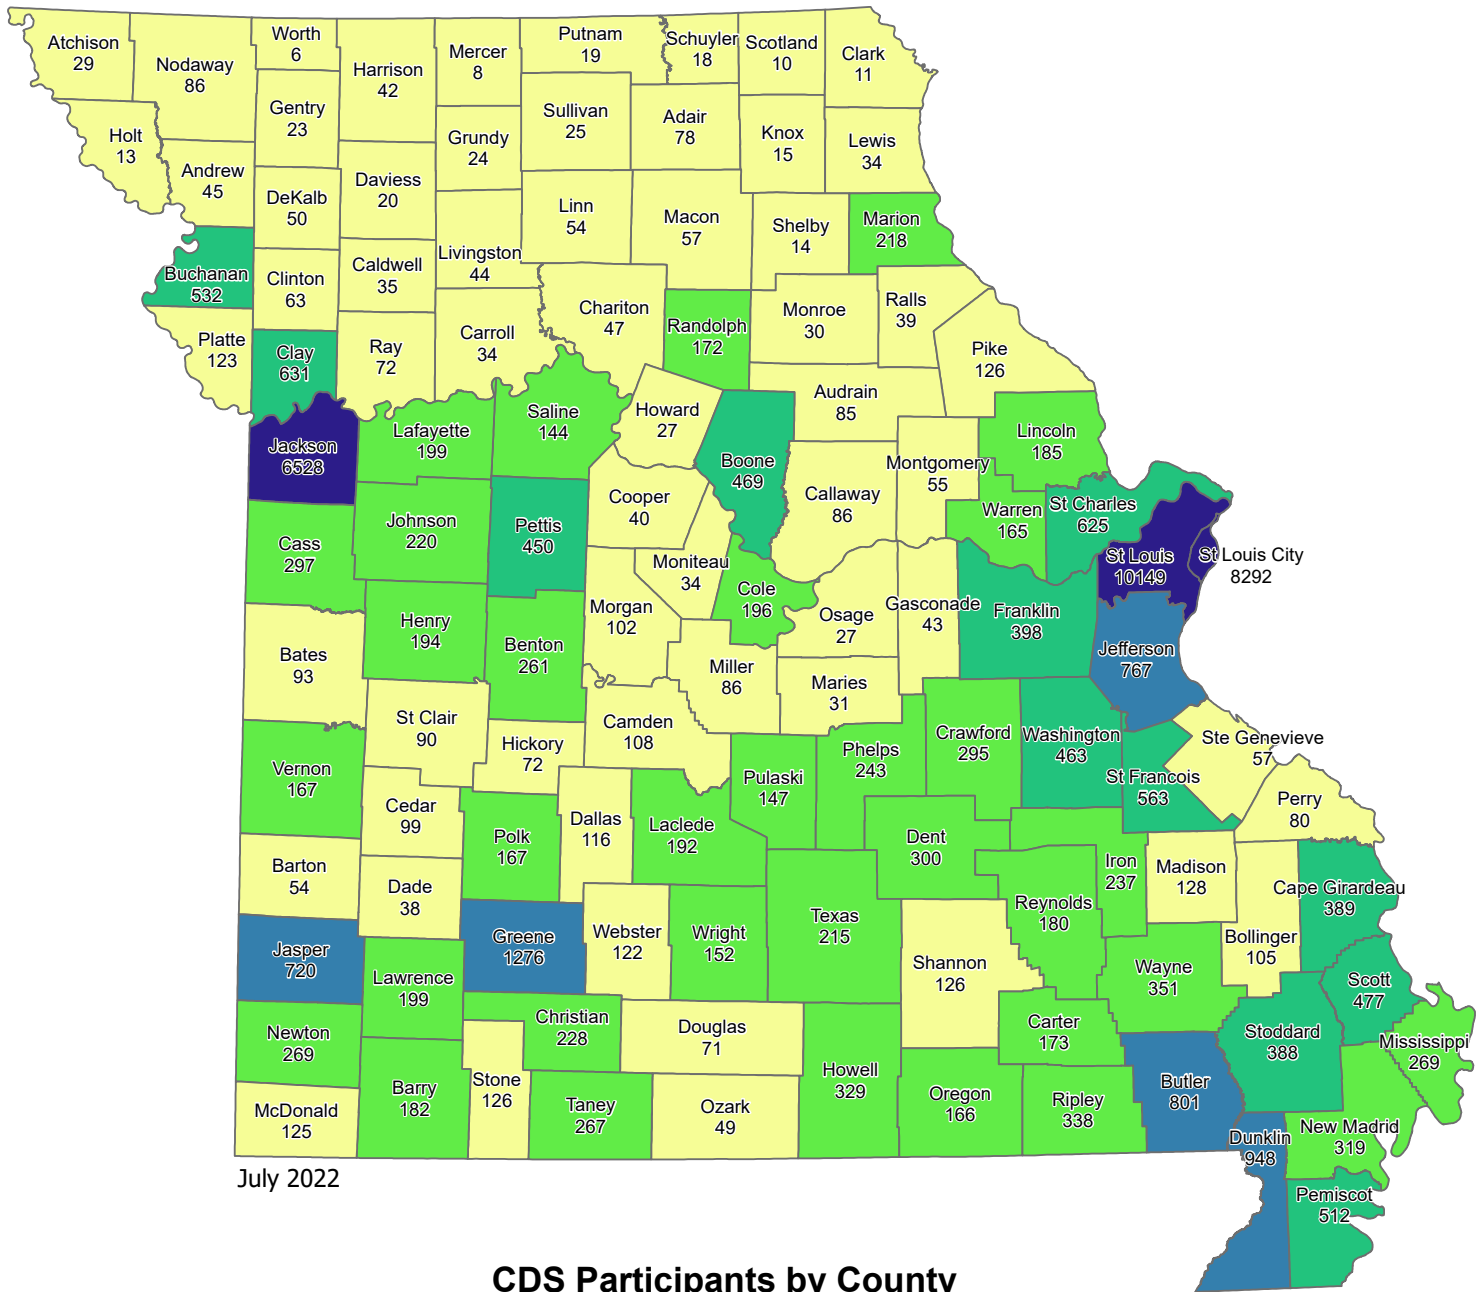 Atchison
29
Nodaway
86
Worth
6
Harrison
42
Mercer
8
Putnam
19
Schuyler
18
Scotland
10
Clark
11
Gentry
23
Sullivan
25
Adair
78
Holt
13
Grundy
24
Knox
15
Lewis
34
Andrew
45
DeKalb
50
Daviess
20
Linn
54
Macon
57
Shelby
14
Marion
218
Livingston
44
Buchanan
532
Clinton
63
Caldwell
35
Chariton
47
Randolph
172
Monroe
30
Ralls
39
Platte
123
Clay
631
Ray
72
Carroll
34
Pike
126
Audrain
85
Howard
27
Saline
144
Lafayette
199
Jackson
6528
Boone
469
Lincoln
185
Montgomery
55
Callaway
86
Cooper
40
Warren
165
St Charles
625
St Louis
10149
St Louis City
8292
Johnson
220
Pettis
450
Cass
297
Moniteau
34
Cole
196
Morgan
102
Osage
27
Gasconade
43
Franklin
398
Jefferson
767
Henry
194
Benton
261
Bates
93
Miller
86
Maries
31
St Clair
90
Camden
108
Hickory
72
Phelps
243
Crawford
295
Washington
463
Ste Genevieve
57
St Francois
563
Perry
80
Vernon
167
Pulaski
147
Cedar
99
Polk
167
Dallas
116
Laclede
192
Dent
300
Iron
237
Madison
128
Barton
54
Dade
38
Reynolds
180
Cape Girardeau
389
Texas
215
Jasper
720
Greene
1276
Webster
122
Wright
152
Bollinger
105
Lawrence
199
Shannon
126
Wayne
351
Scott
477
Newton
269
Christian
228
Douglas
71
Carter
173
Stoddard
388
Mississippi
269
Howell
329
Stone
126
Barry
182
Taney
267
Ozark
49
Oregon
166
Ripley
338
Butler
801
McDonald
125
Dunklin
948
New Madrid
319
Pemiscot
512
July 2022
CDS Participants by County